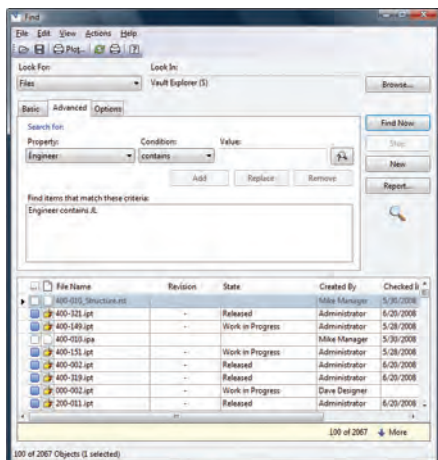 Find
File Edit View Actions Help
Plot...
Look For: Look In:
Files Vault Explorer (S) Browse...
Basic Advanced Options
Find Now
Search for:
Property: Condition: Value:
Stop
Engineer contains
New
Add Replace Remove
Report...
Find items that match these criteria:
Engineer contains JL
File Name Revision State Created By Checked I
400-010_Structure.ist Mike Manager 5/30/2008
400-321.ipt - Released Administrator 6/20/2008
400-149.ipt - Work in Progress Administrator 5/28/2008
400-010.ipa Mike Manager 5/30/2008
400-151.ipt - Work in Progress Administrator 5/28/2008
400-002.ipt - Released Administrator 6/20/2008
400-319.ipt - Released Administrator 6/20/2008
000-002.ipt - Work in Progress Dave Designer
200-011.ipt - Released Administrator 6/20/2008
100 of 2067 More
100 of 2067 Objects (1 selected)